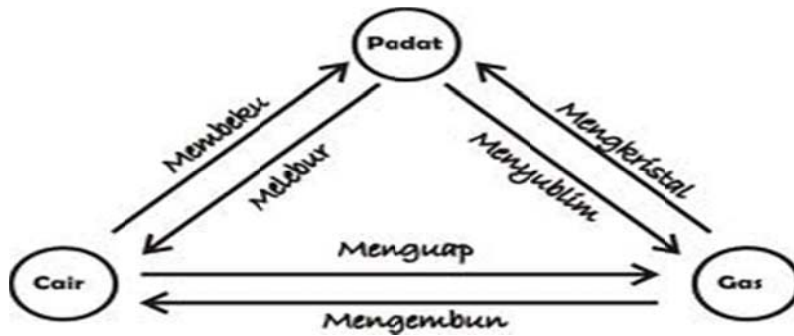 Padat
Membeku
Melebur
Menyublim
Mengkristal
Cair
Menguap
Mengembun
Gas